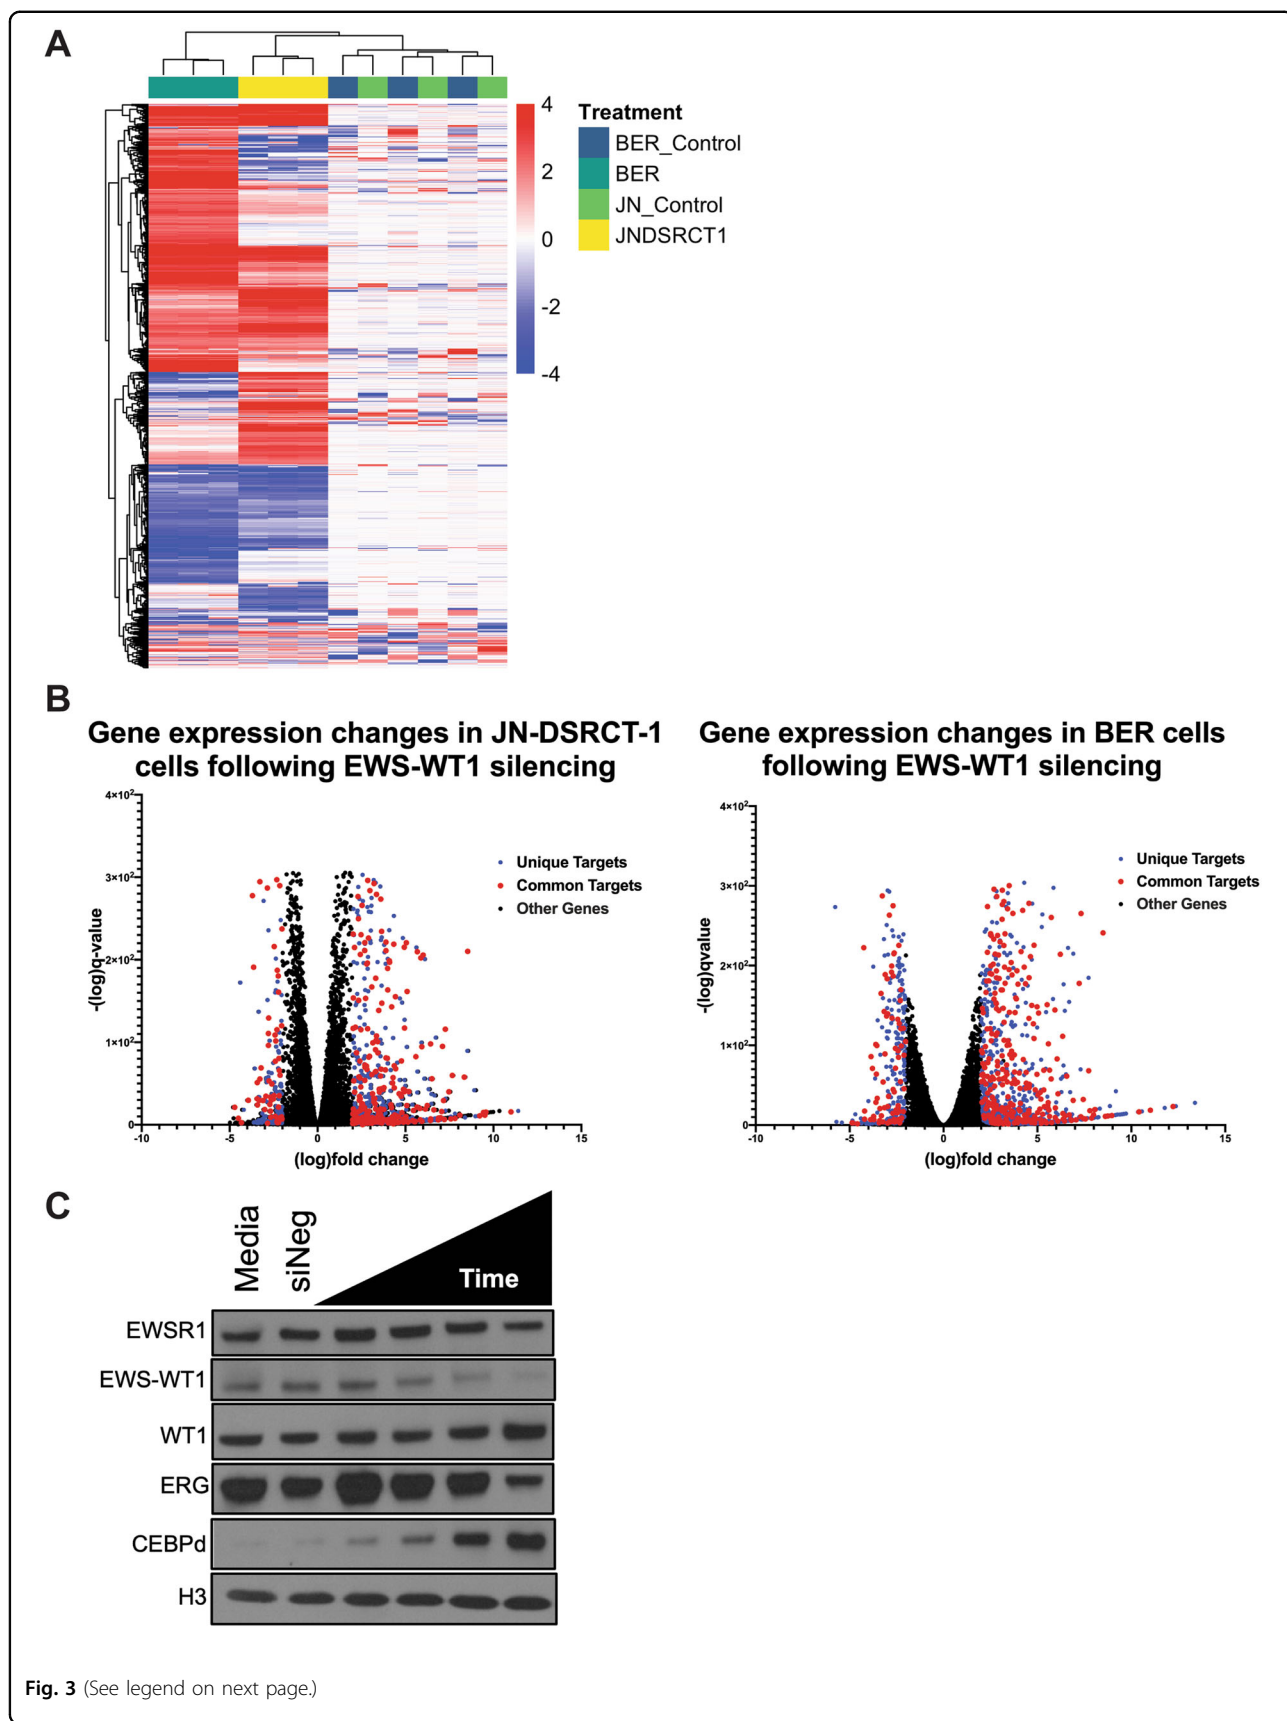 A
4
2
0
-2
-4
Treatment
BER_Control
BER
JN_Control
JNDSRCT1
B
Gene expression changes in JN-DSRCT-1
cells following EWS-WT1 silencing
4×10²
3×10²
2×10²
1×10²
0
-10
-5
0
5
10
15
-(log)q-value
(log)fold change
Unique Targets
Common Targets
Other Genes
Gene expression changes in BER cells
following EWS-WT1 silencing
4×10²
3×10²
2×10²
1×10²
0
-10
-5
0
5
10
15
-(log)qvalue
(log)fold change
Unique Targets
Common Targets
Other Genes
C
Media
siNeg
Time
EWSR1
EWS-WT1
WT1
ERG
CEBPd
H3
Fig. 3 (See legend on next page.)